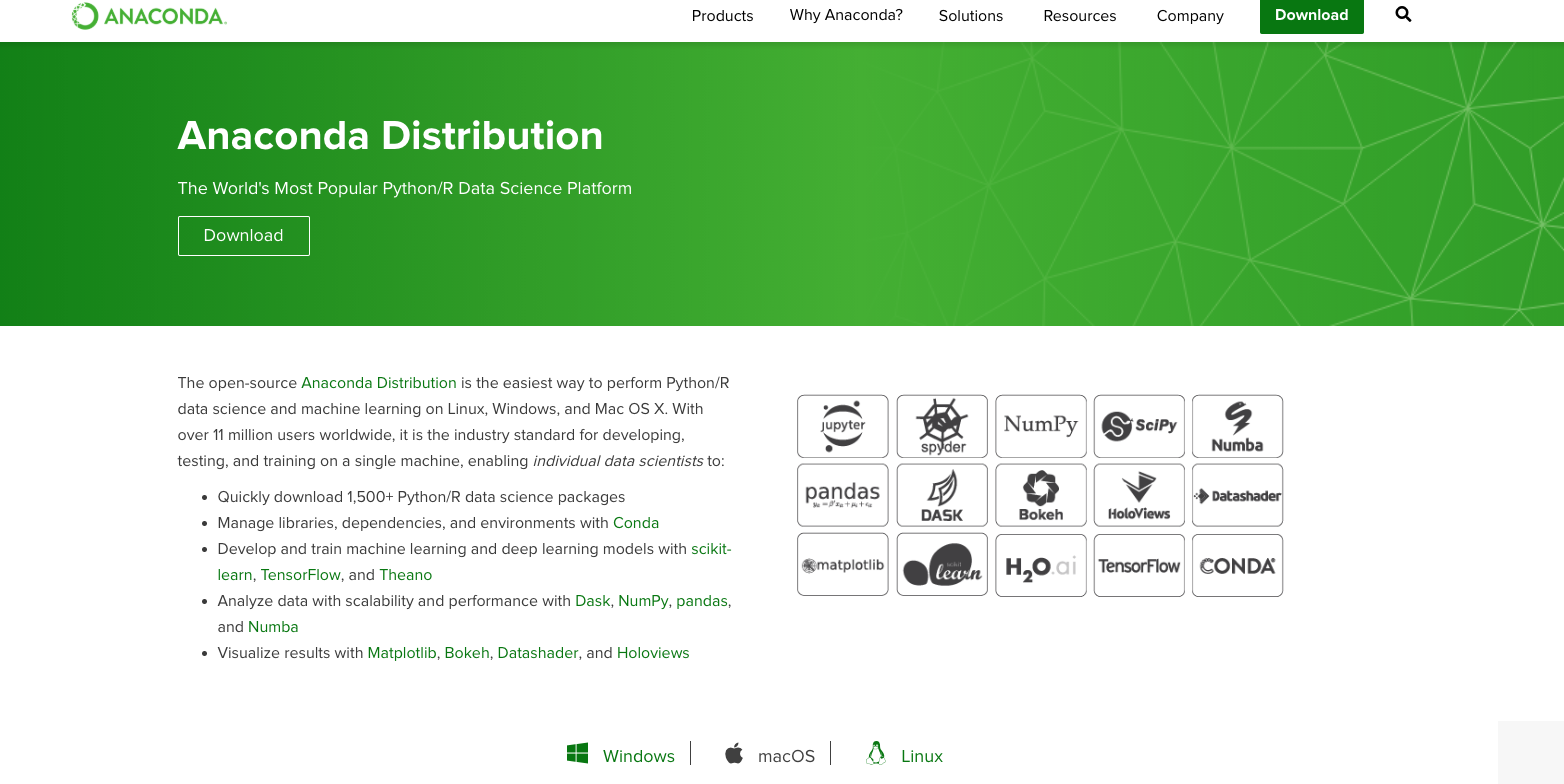 ANACONDA.
Products Why Anaconda? Solutions Resources Company Download
Anaconda Distribution
The World's Most Popular Python/R Data Science Platform
Download
The open-source Anaconda Distribution is the easiest way to perform Python/R
data science and machine learning on Linux, Windows, and Mac OS X. With
over 11 million users worldwide, it is the industry standard for developing,
testing, and training on a single machine, enabling individual data scientists to:
Quickly download 1,500+ Python/R data science packages
Manage libraries, dependencies, and environments with Conda
Develop and train machine learning and deep learning models with scikit-
learn, TensorFlow, and Theano
Analyze data with scalability and performance with Dask, NumPy, pandas,
and Numba
Visualize results with Matplotlib, Bokeh, Datashader, and Holoviews
jupyter spyder NumPy SciPy Numba
pandas DASK Bokeh HoloViews Datashader
matplotlib scikit learn H2O.ai TensorFlow CONDA
Windows macOS Linux